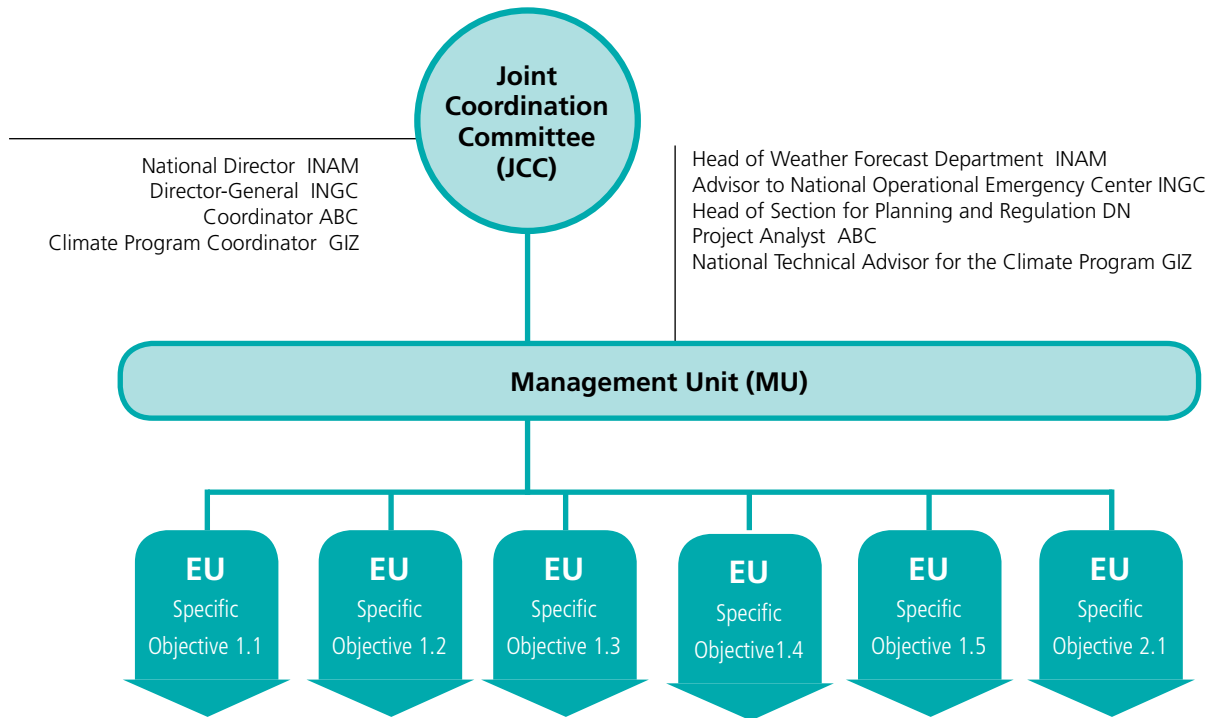 Joint
Coordination
Committee
(JCC)
National Director INAM
Director-General INGC
Coordinator ABC
Climate Program Coordinator GIZ
Head of Weather Forecast Department INAM
Advisor to National Operational Emergency Center INGC
Head of Section for Planning and Regulation DN
Project Analyst ABC
National Technical Advisor for the Climate Program GIZ
Management Unit (MU)
EU
Specific
Objective 1.1
EU
Specific
Objective 1.2
EU
Specific
Objective 1.3
EU
Specific
Objective1.4
EU
Specific
Objective 1.5
EU
Specific
Objective 2.1